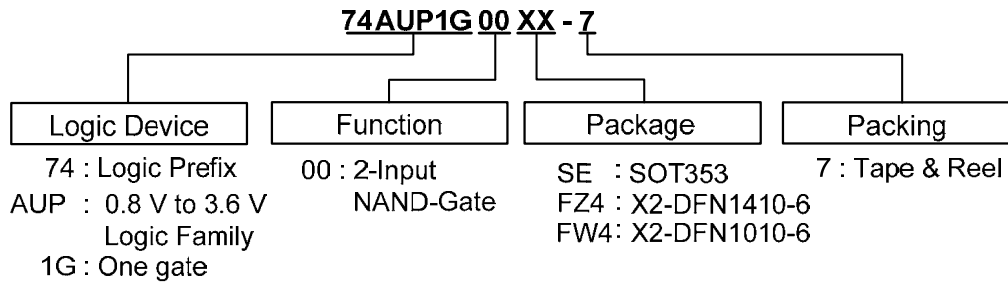 74AUP1G 00 XX - 7
Logic Device
74 : Logic Prefix
AUP : 0.8 V to 3.6 V
Logic Family
1G : One gate
Function
00 : 2-Input
NAND-Gate
Package
SE : SOT353
FZ4 : X2-DFN1410-6
FW4: X2-DFN1010-6
Packing
7 : Tape & Reel